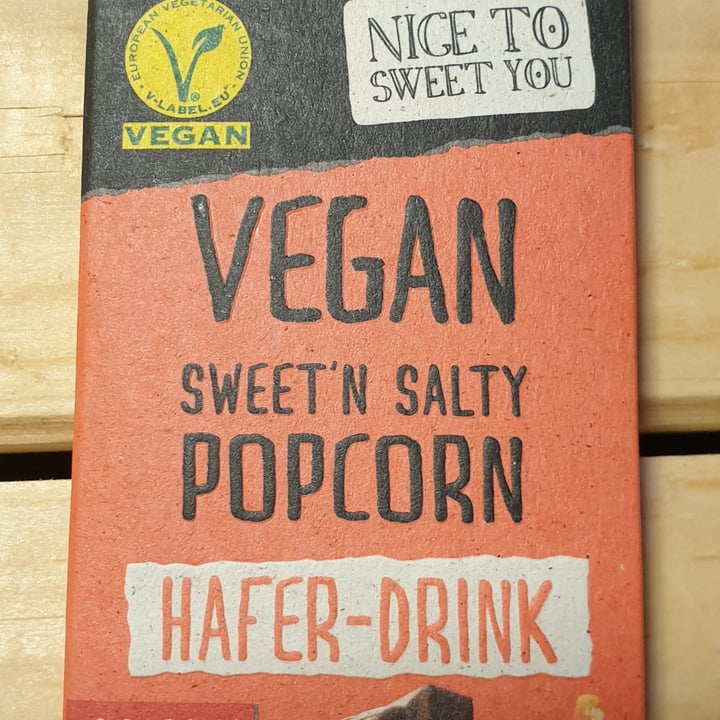 EUROPEAN VEGETARIAN UNION
V-LABEL.EU
VEGAN
NICE TO
SWEET YOU
VEGAN
SWEET'N SALTY
POPCORN
HAFER-DRINK